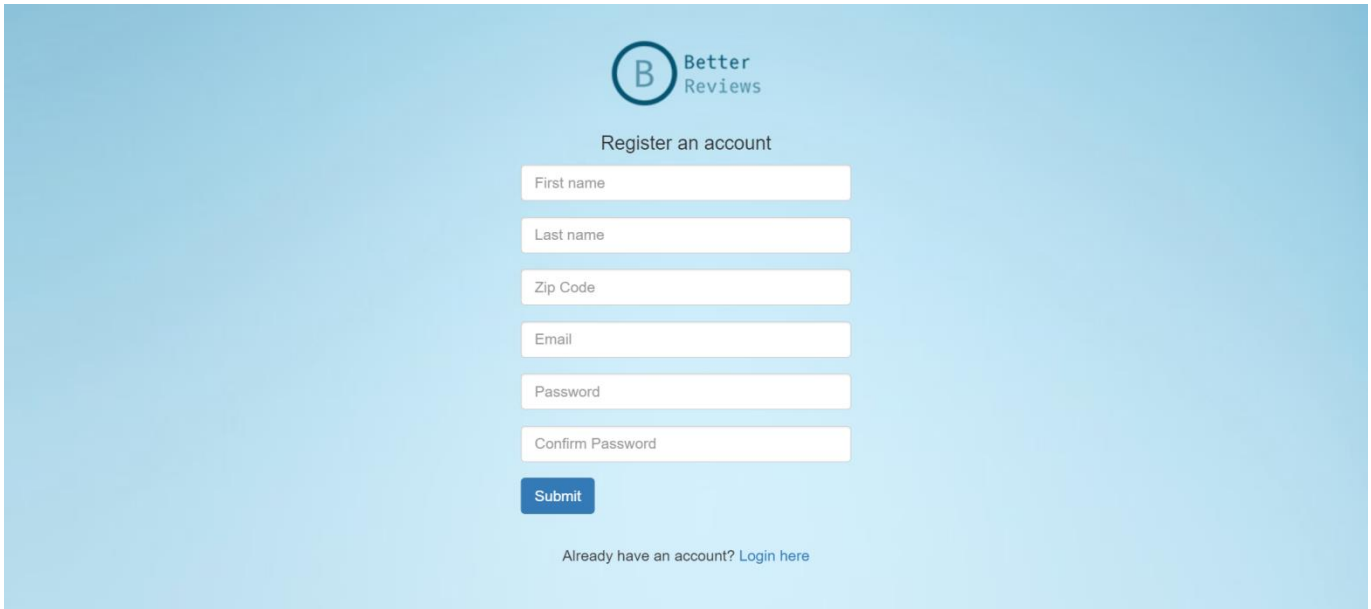 B
Better
Reviews
Register an account
First name
Last name
Zip Code
Email
Password
Confirm Password
Submit
Already have an account? Login here